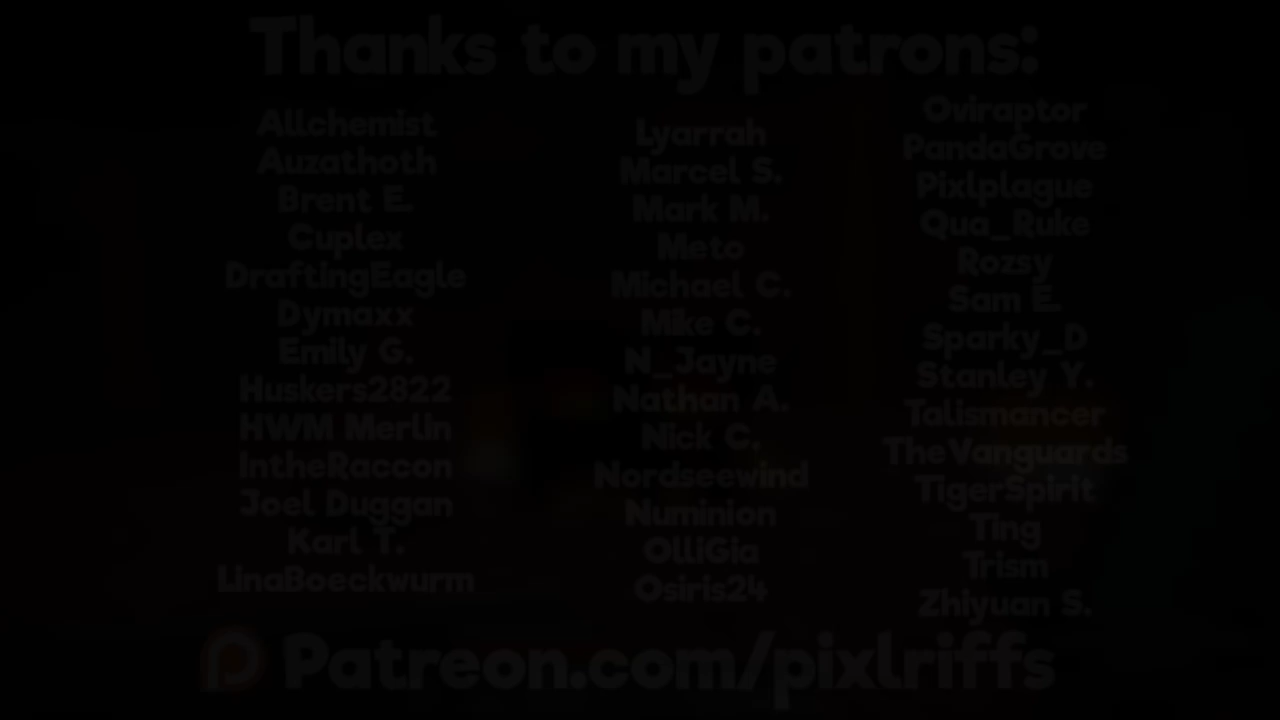 Thanks to my patrons:
Allchemist
Auzathoth
Brent E.
Cuplex
DraftingEagle
Dymaxx
Emily G.
Huskers2822
HWM Merlin
IntheRaccon
Joel Duggan
Karl T.
LinaBoeckwurm
Lyarrah
Marcel S.
Mark M.
Meto
Michael C.
Mike C.
N_Jayne
Nathan A.
Nick C.
Nordseewind
Numinion
OlliGia
Osiris24
Oviraptor
PandaGrove
Pixlplague
Qua_Ruke
Rozsy
Sam E.
Sparky_D
Stanley Y.
Talismancer
TheVanguards
TigerSpirit
Ting
Trism
Zhiyuan S.
Patreon.com/pixlriffs